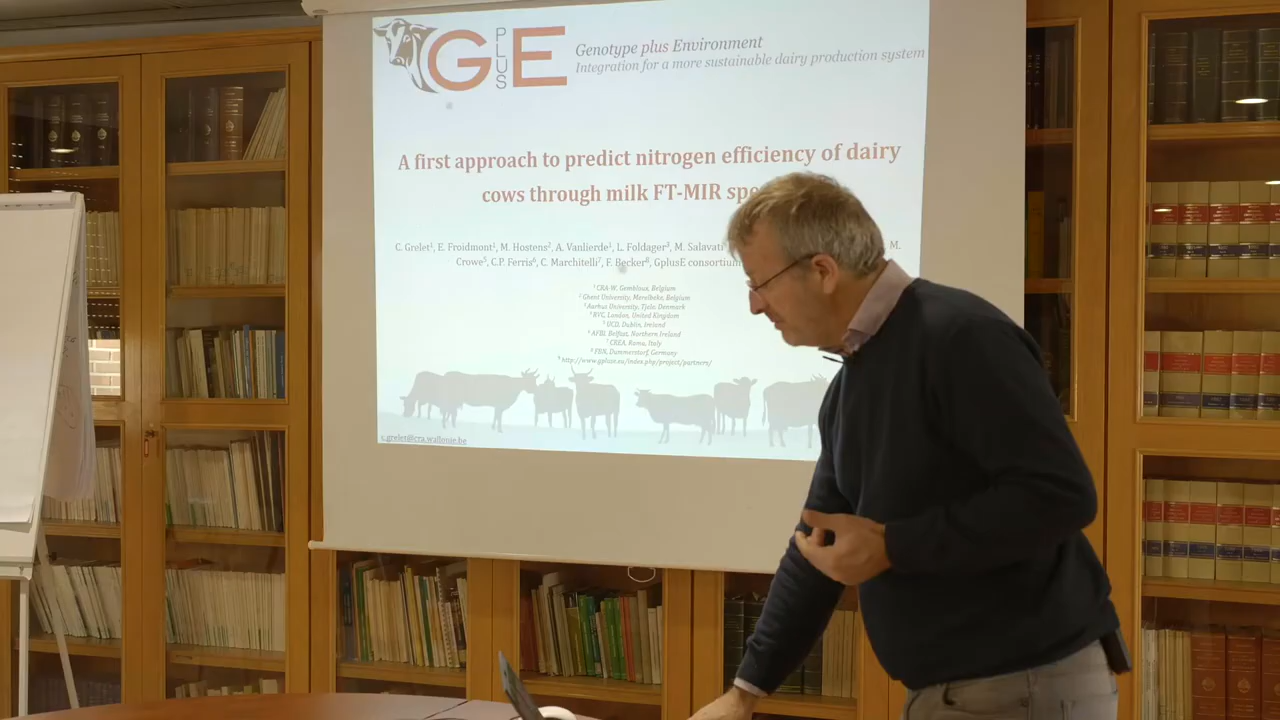 G PLUS E
Genotype plus Environment
Integration for a more sustainable dairy production system
A first approach to predict nitrogen efficiency of dairy
cows through milk FT-MIR
C. Grelet¹, E. Froidmont¹, M. Hostens², A. Vanlierde¹, L. Foldager³, M. Salavati M.
Crowe⁵, C.P. Ferris⁶, C. Marchitelli⁷, F. Becker⁸, GplusE consortium
¹ CRA-W, Gembloux, Belgium
² Ghent University, Merelbeke, Belgium
³ Aarhus University, Tjele, Denmark
⁴ RVC, London, United Kingdom
⁵ UCD, Dublin, Ireland
⁶ AFBI, Belfast, Northern Ireland
⁷ CREA, Roma, Italy
⁸ FBN, Dummerstorf, Germany
⁹ http://www.gpluse.eu/index.php/project/partners/
c.grelet@cra.wallonie.be